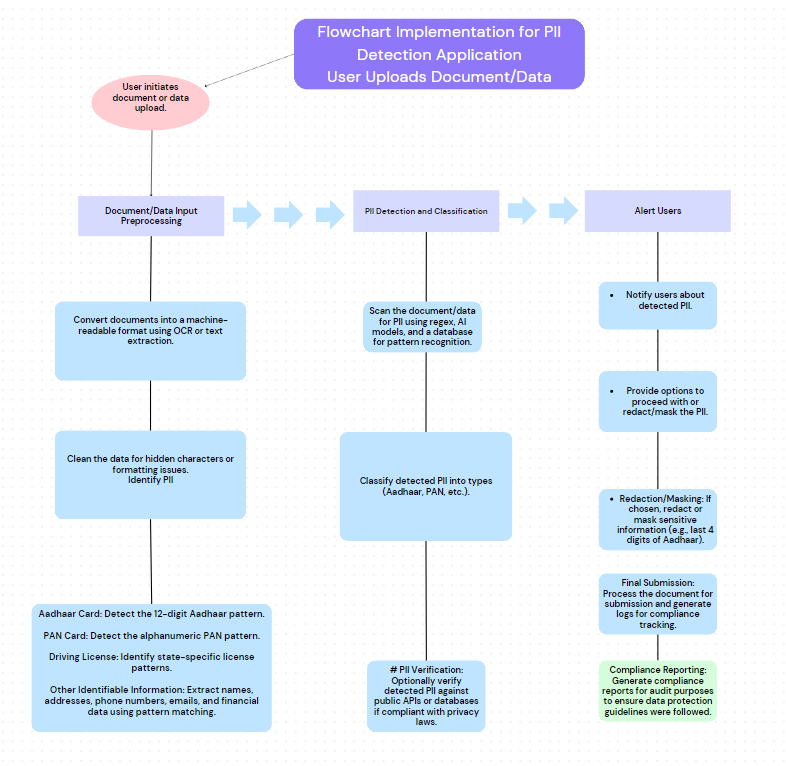 Flowchart Implementation for PII
Detection Application
User Uploads Document/Data
User initiates
document or data
upload.
Document/Data Input
Preprocessing
PII Detection and Classification
Alert Users
Convert documents into a machine-
readable format using OCR or text
extraction.
Clean the data for hidden characters or
formatting issues.
Identify PII
Aadhaar Card: Detect the 12-digit Aadhaar pattern.
PAN Card: Detect the alphanumeric PAN pattern.
Driving License: Identify state-specific license
patterns.
Other Identifiable Information: Extract names,
addresses, phone numbers, emails, and financial
data using pattern matching.
Scan the document/data
for PII using regex, AI
models, and a database
for pattern recognition.
Classify detected PII into types
(Aadhaar, PAN, etc.).
# PII Verification:
Optionally verify
detected PII against
public APIs or databases
if compliant with privacy
laws.
• Notify users about
detected PII.
• Provide options to
proceed with or
redact/mask the PII.
• Redaction/Masking: If
chosen, redact or
mask sensitive
information (e.g., last 4
digits of Aadhaar).
Final Submission:
Process the document for
submission and generate
logs for compliance
tracking.
Compliance Reporting:
Generate compliance
reports for audit purposes
to ensure data protection
guidelines were followed.